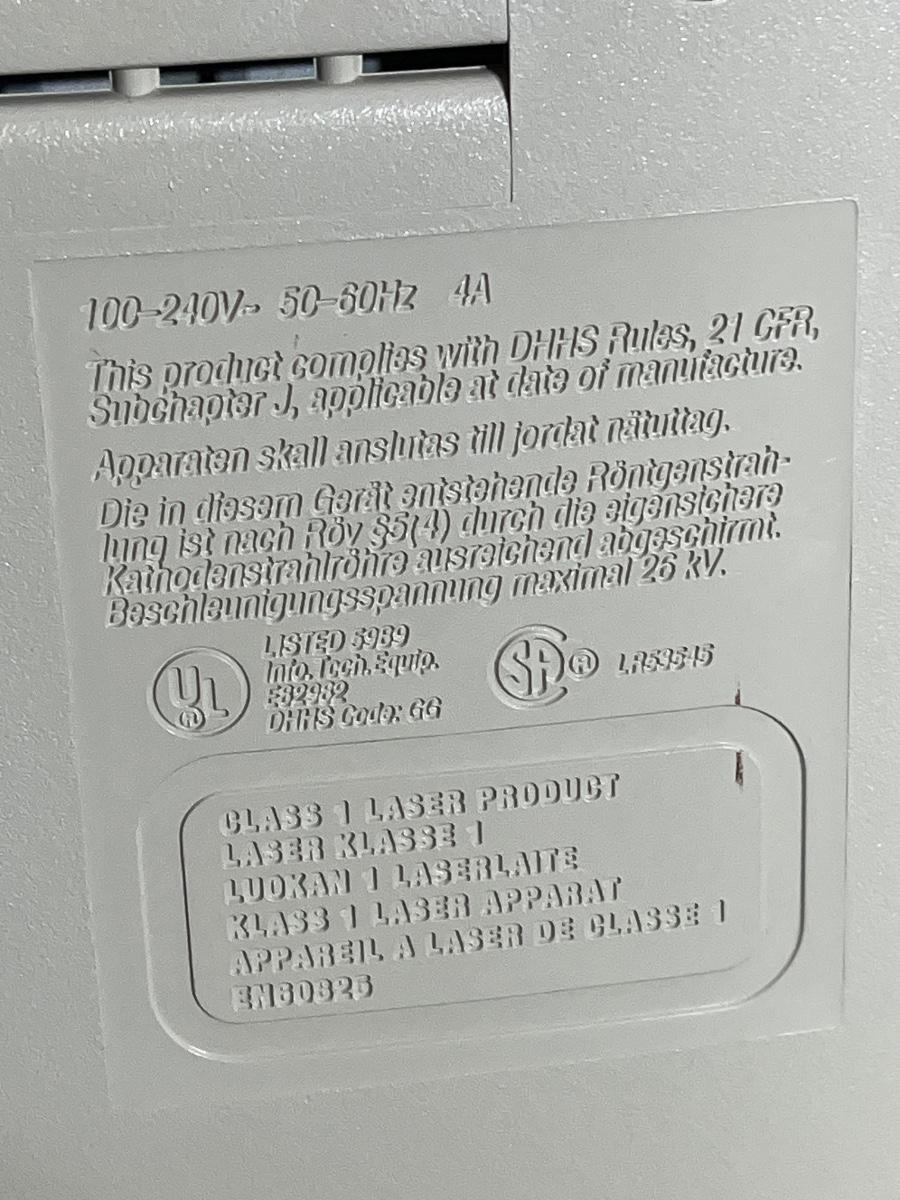 100-240V~ 50-60Hz 4A
This product complies with DHHS Rules, 21 CFR,
Subchapter J, applicable at date of manufacture.
Apparaten skall anslutas till jordat nätuttag.
Die in diesem Gerät entstehende Röntgenstrah-
lung ist nach Röv §5(4) durch die eigensichere
Kathodenstrahlröhre ausreichend abgeschirmt.
Beschleunigungsspannung maximal 26 kV.
UL ®
LISTED 5989
Info. Tech. Equip.
E82982
DHHS Code: GG
SA ® LR53545
CLASS 1 LASER PRODUCT
LASER KLASSE 1
LUOKAN 1 LASERLAITE
KLASS 1 LASER APPARAT
APPAREIL A LASER DE CLASSE 1
EN60825